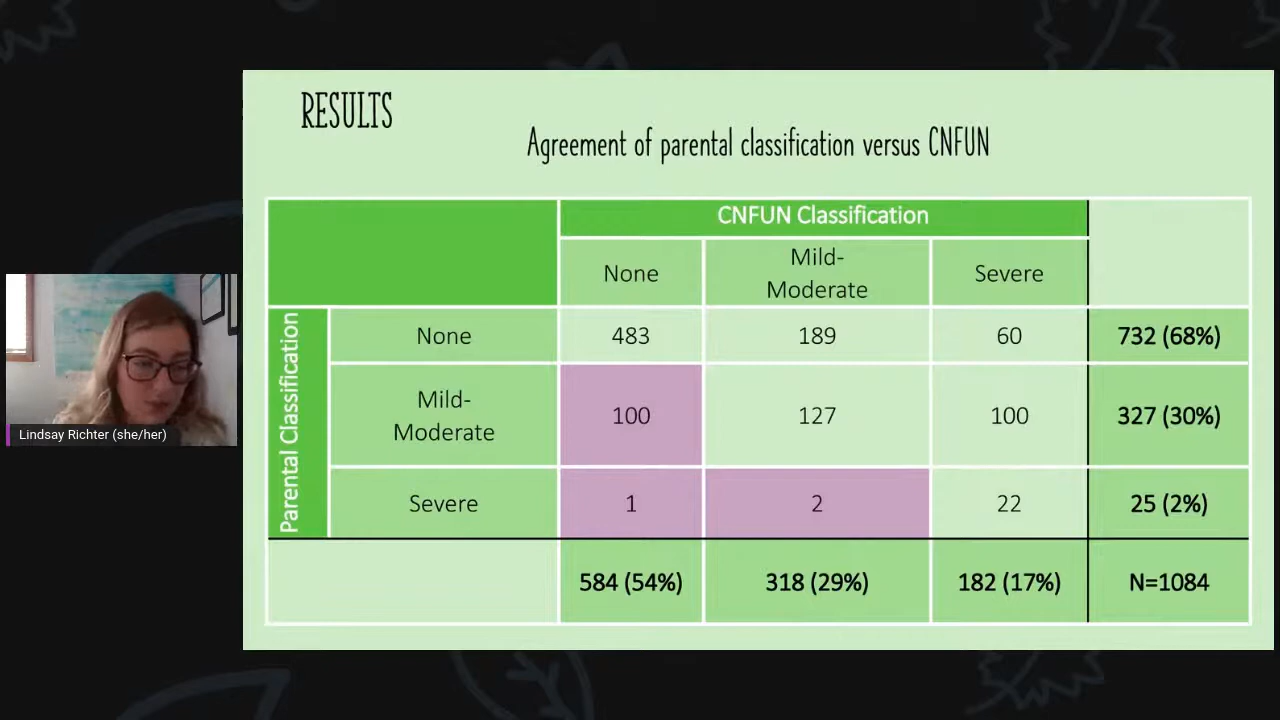 RESULTS
Agreement of parental classification versus CNFUN
CNFUN Classification
None
Mild-
Moderate
Severe
Parental Classification
None
483
189
60
732 (68%)
Mild-
Moderate
100
127
100
327 (30%)
Severe
1
2
22
25 (2%)
584 (54%)
318 (29%)
182 (17%)
N=1084
Lindsay Richter (she/her)